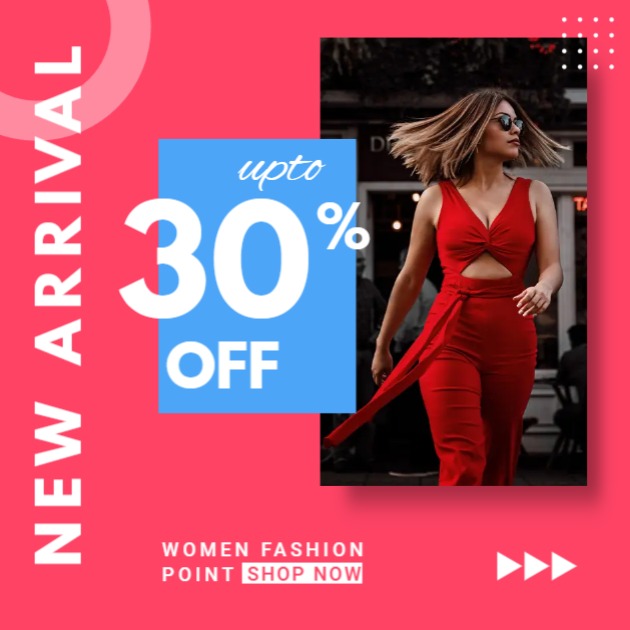 NEW ARRIVAL
upto
30%
OFF
WOMEN FASHION
POINT SHOP NOW